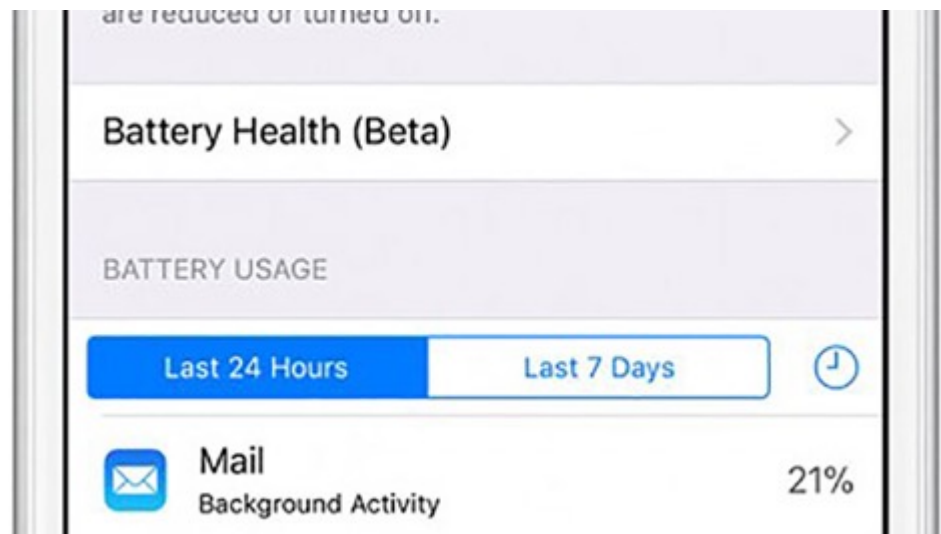 are reduced or turned off.
Battery Health (Beta)
BATTERY USAGE
Last 24 Hours Last 7 Days
Mail
Background Activity
21%